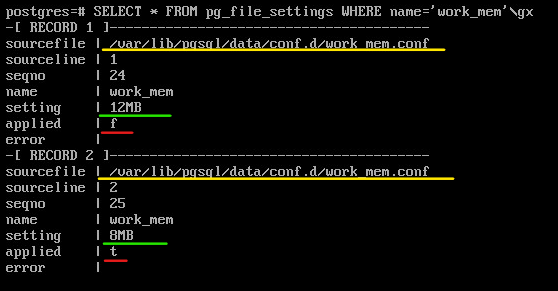 postgres=# SELECT * FROM pg_file_settings WHERE name='work_mem'\gx
-[ RECORD 1 ]----------------------------------------
sourcefile | /var/lib/pgsql/data/conf.d/work_mem.conf
sourceline | 1
seqno | 24
name | work_mem
setting | 12MB
applied | f
error |
-[ RECORD 2 ]----------------------------------------
sourcefile | /var/lib/pgsql/data/conf.d/work_mem.conf
sourceline | 2
seqno | 25
name | work_mem
setting | 8MB
applied | t
error |